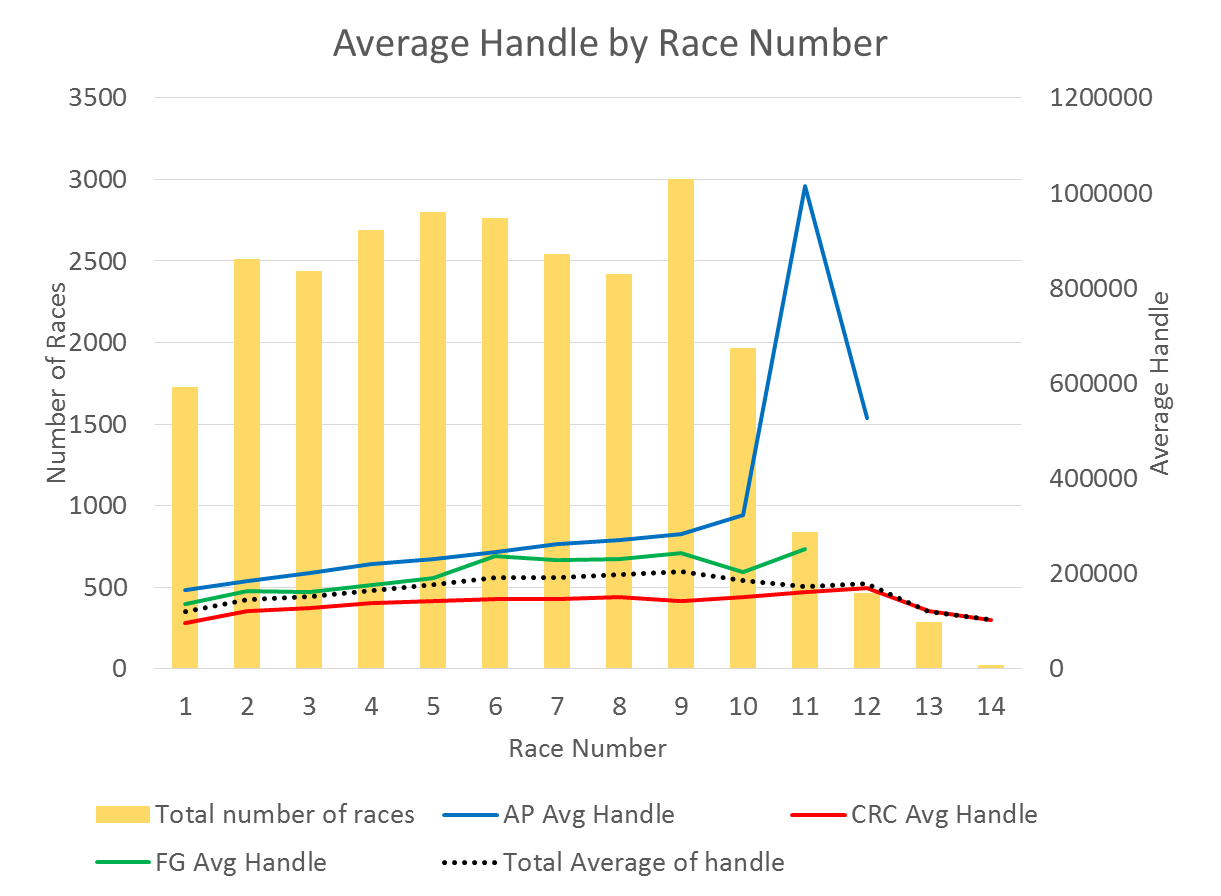 Average Handle by Race Number
3500
3000
2500
2000
1500
1000
500
0
Number of Races
1200000
1000000
800000
600000
400000
200000
0
Average Handle
1 2 3 4 5 6 7 8 9 10 11 12 13 14
Race Number
Total number of races AP Avg Handle CRC Avg Handle
FG Avg Handle Total Average of handle